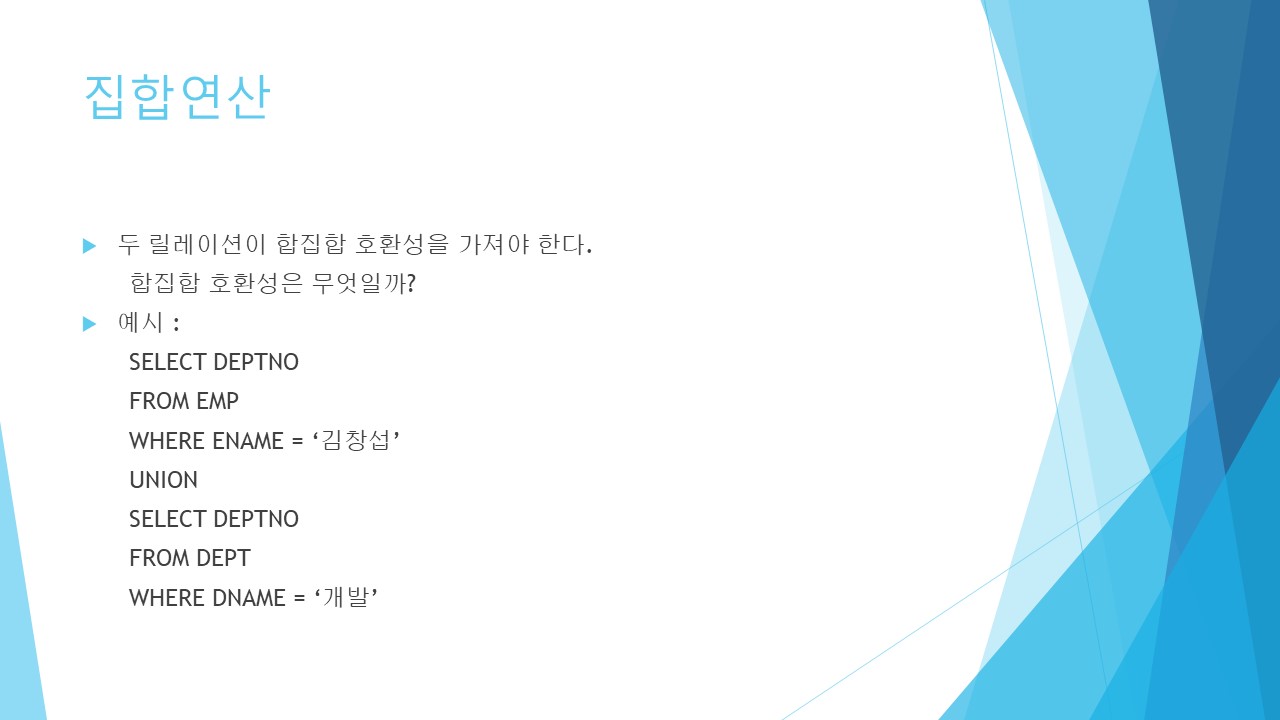 집합연산
두 릴레이션이 합집합 호환성을 가져야 한다.
합집합 호환성은 무엇일까?
예시 :
SELECT DEPTNO
FROM EMP
WHERE ENAME = ‘김창섭’
UNION
SELECT DEPTNO
FROM DEPT
WHERE DNAME = ‘개발’